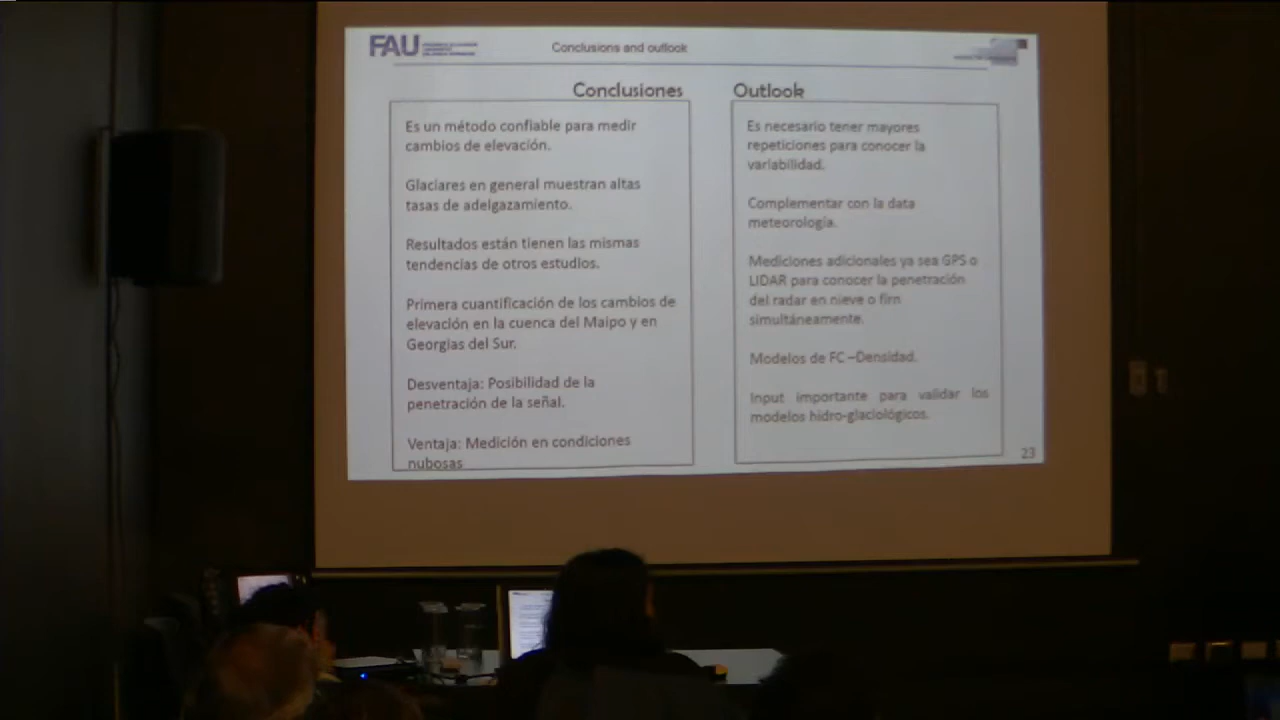 FAU
Conclusions and outlook
Conclusiones
Es un método confiable para medir
cambios de elevación.
Glaciares en general muestran altas
tasas de adelgazamiento.
Resultados están tienen las mismas
tendencias de otros estudios.
Primera cuantificación de los cambios de
elevación en la cuenca del Maipo y en
Georgias del Sur.
Desventaja: Posibilidad de la
penetración de la señal.
Ventaja: Medición en condiciones
nubosas
Outlook
Es necesario tener mayores
repeticiones para conocer la
variabilidad.
Complementar con la data
meteorología.
Mediciones adicionales ya sea GPS o
LIDAR para conocer la penetración
del radar en nieve o firn
simultáneamente.
Modelos de FC –Densidad.
Input importante para validar los
modelos hidro-glaciológicos.
23